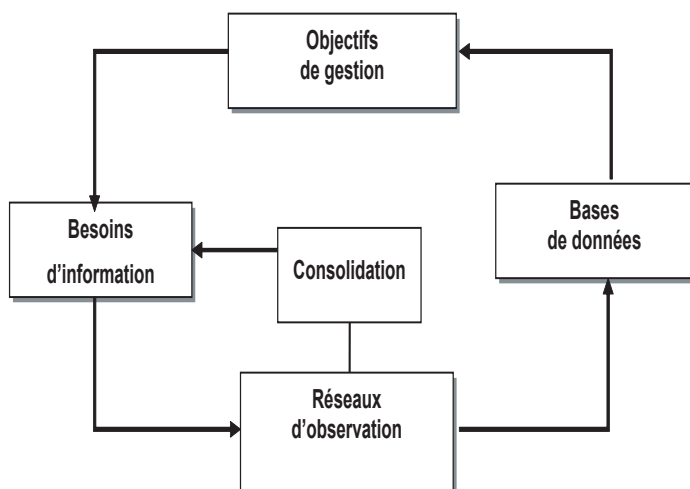 Objectifs
de gestion
Besoins
d'information
Consolidation
Bases
de données
Réseaux
d'observation